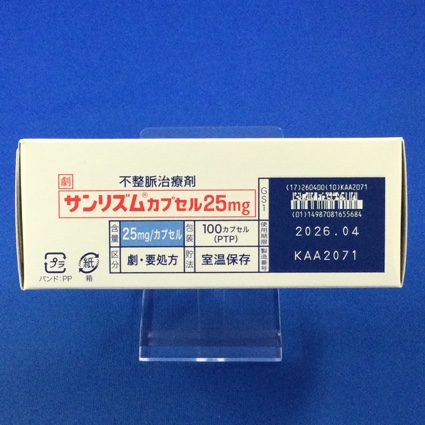 劇
不整脈治療剤
サンリズム®カプセル25mg
含量 25mg/カプセル 包装 100カプセル
(PTP)
区分 劇・要処方 貯法 室温保存
プラ
バンド:PP
紙
箱
GS1
(17)260400(10)KAA2071
(01)14987081655684
使用期限 2026.04
製造番号 KAA2071